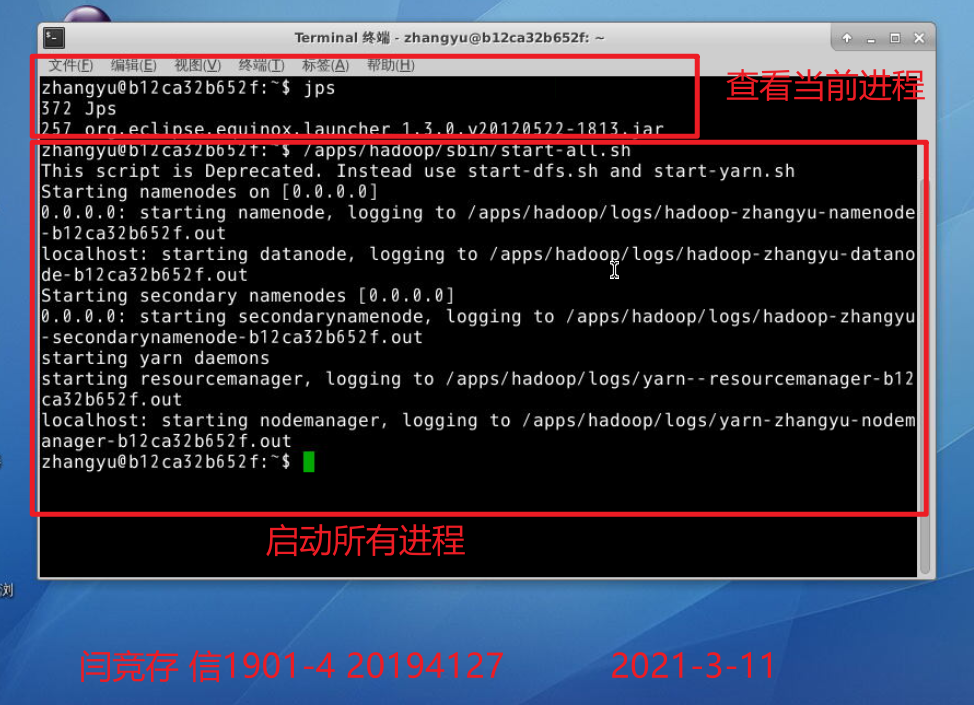 Terminal 终端 - zhangyu@b12ca32b652f: ~
文件(F) 编辑(E) 视图(V) 终端(T) 标签(A) 帮助(H)
zhangyu@b12ca32b652f:~$ jps
查看当前进程
372 Jps
257 org.eclipse.equinox.launcher_1.3.0.v20120522-1813.jar
zhangyu@b12ca32b652f:~$ /apps/hadoop/sbin/start-all.sh
This script is Deprecated. Instead use start-dfs.sh and start-yarn.sh
Starting namenodes on [0.0.0.0]
0.0.0.0: starting namenode, logging to /apps/hadoop/logs/hadoop-zhangyu-namenode
-b12ca32b652f.out
localhost: starting datanode, logging to /apps/hadoop/logs/hadoop-zhangyu-datano
de-b12ca32b652f.out
Starting secondary namenodes [0.0.0.0]
0.0.0.0: starting secondarynamenode, logging to /apps/hadoop/logs/hadoop-zhangyu
-secondarynamenode-b12ca32b652f.out
starting yarn daemons
starting resourcemanager, logging to /apps/hadoop/logs/yarn--resourcemanager-b12
ca32b652f.out
localhost: starting nodemanager, logging to /apps/hadoop/logs/yarn-zhangyu-nodem
anager-b12ca32b652f.out
zhangyu@b12ca32b652f:~$
启动所有进程
浏
闫竞存 信1901-4 20194127 2021-3-11